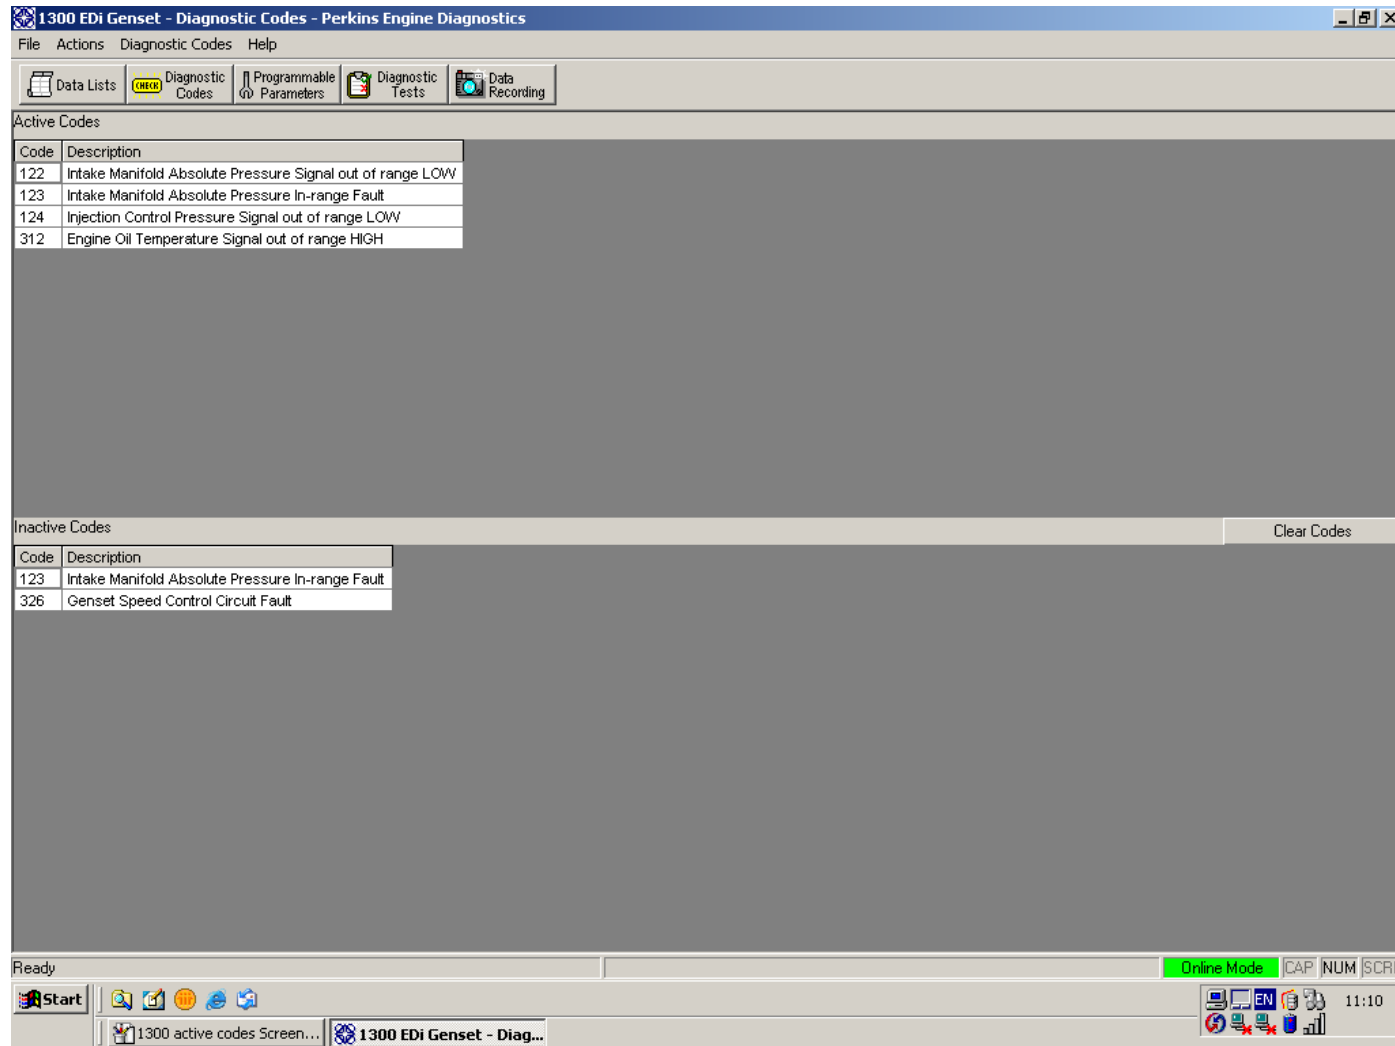 1300 EDi Genset - Diagnostic Codes - Perkins Engine Diagnostics
File Actions Diagnostic Codes Help
Data Lists
CHECK
Diagnostic Codes
Programmable Parameters
Diagnostic Tests
Data Recording
Active Codes
Code Description
122 Intake Manifold Absolute Pressure Signal out of range LOW
123 Intake Manifold Absolute Pressure In-range Fault
124 Injection Control Pressure Signal out of range LOW
312 Engine Oil Temperature Signal out of range HIGH
Inactive Codes
Clear Codes
Code Description
123 Intake Manifold Absolute Pressure In-range Fault
326 Genset Speed Control Circuit Fault
Ready
Online Mode CAP NUM SCR
Start
EN
11:10
1300 active codes Screen...
1300 EDi Genset - Diag...